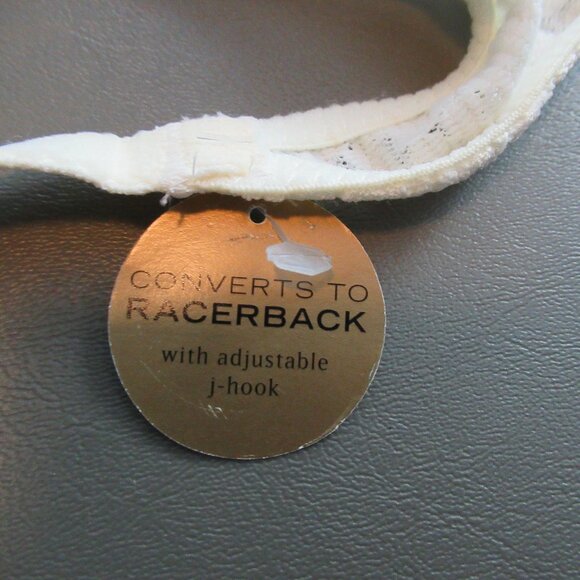 CONVERTS TO
RACERBACK
with adjustable
j-hook